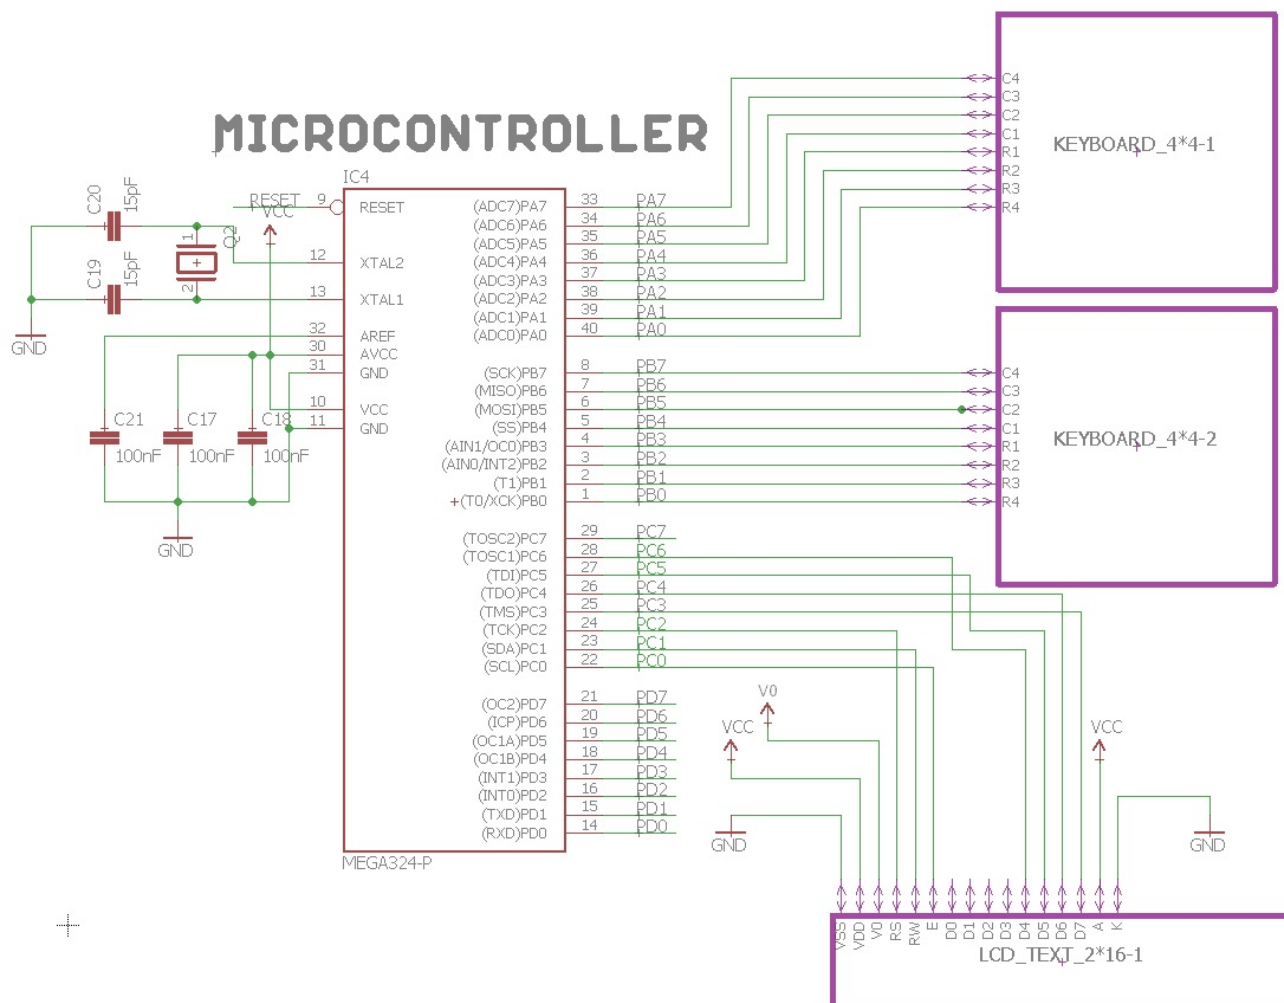 MICROCONTROLLER
IC4
C20
15pF
C19
15pF
Q2
1
2
GND
RESET
VCC
9
RESET
12
XTAL2
13
XTAL1
32
AREF
30
AVCC
31
GND
10
VCC
11
GND
C21
100nF
C17
100nF
C18
100nF
GND
(ADC7)PA7 33 PA7
(ADC6)PA6 34 PA6
(ADC5)PA5 35 PA5
(ADC4)PA4 36 PA4
(ADC3)PA3 37 PA3
(ADC2)PA2 38 PA2
(ADC1)PA1 39 PA1
(ADC0)PA0 40 PA0
(SCK)PB7 8 PB7
(MISO)PB6 7 PB6
(MOSI)PB5 6 PB5
(SS)PB4 5 PB4
(AIN1/OC0)PB3 4 PB3
(AIN0/INT2)PB2 3 PB2
(T1)PB1 2 PB1
(T0/XCK)PB0 1 PB0
(TOSC2)PC7 29 PC7
(TOSC1)PC6 28 PC6
(TDI)PC5 27 PC5
(TDO)PC4 26 PC4
(TMS)PC3 25 PC3
(TCK)PC2 24 PC2
(SDA)PC1 23 PC1
(SCL)PC0 22 PC0
(OC2)PD7 21 PD7
(ICP)PD6 20 PD6
(OC1A)PD5 19 PD5
(OC1B)PD4 18 PD4
(INT1)PD3 17 PD3
(INT0)PD2 16 PD2
(TXD)PD1 15 PD1
(RXD)PD0 14 PD0
MEGA324-P
C4
C3
C2
C1
R1
R2
R3
R4
KEYBOARD_4*4-1
C4
C3
C2
C1
R1
R2
R3
R4
KEYBOARD_4*4-2
V0
VCC
GND
VCC
GND
VSS
VDD
V0
RS
RW
E
D0
D1
D2
D3
D4
D5
D6
D7
A
K
LCD_TEXT_2*16-1